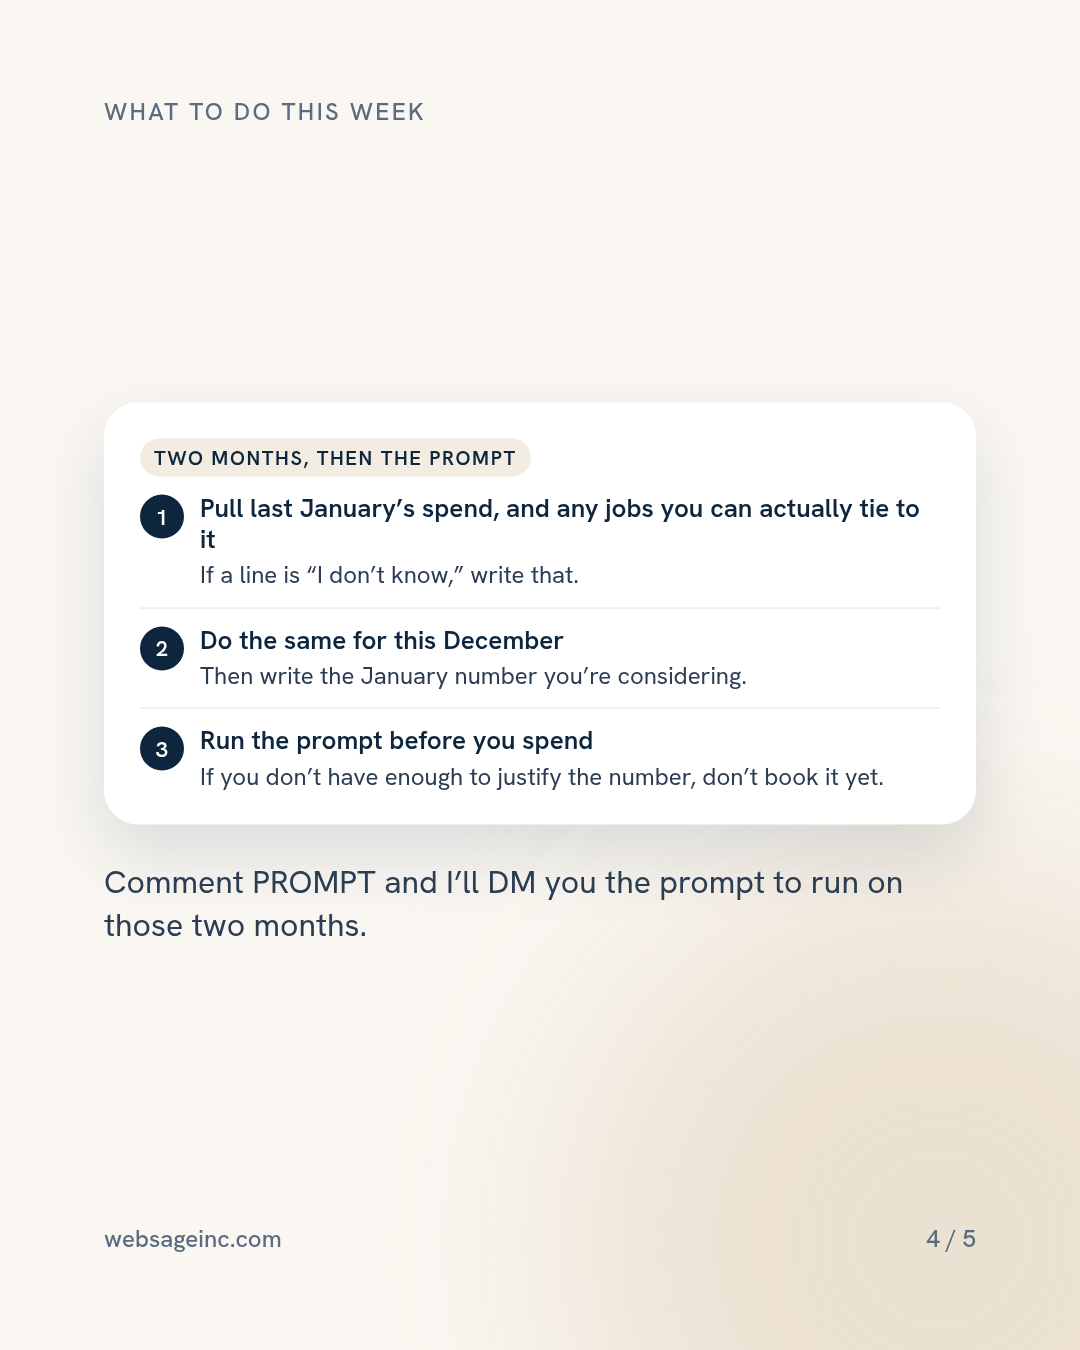 WHAT TO DO THIS WEEK
TWO MONTHS, THEN THE PROMPT
1
Pull last January’s spend, and any jobs you can actually tie to
it
If a line is “I don’t know,” write that.
2
Do the same for this December
Then write the January number you’re considering.
3
Run the prompt before you spend
If you don’t have enough to justify the number, don’t book it yet.
Comment PROMPT and I’ll DM you the prompt to run on
those two months.
websageinc.com
4 / 5